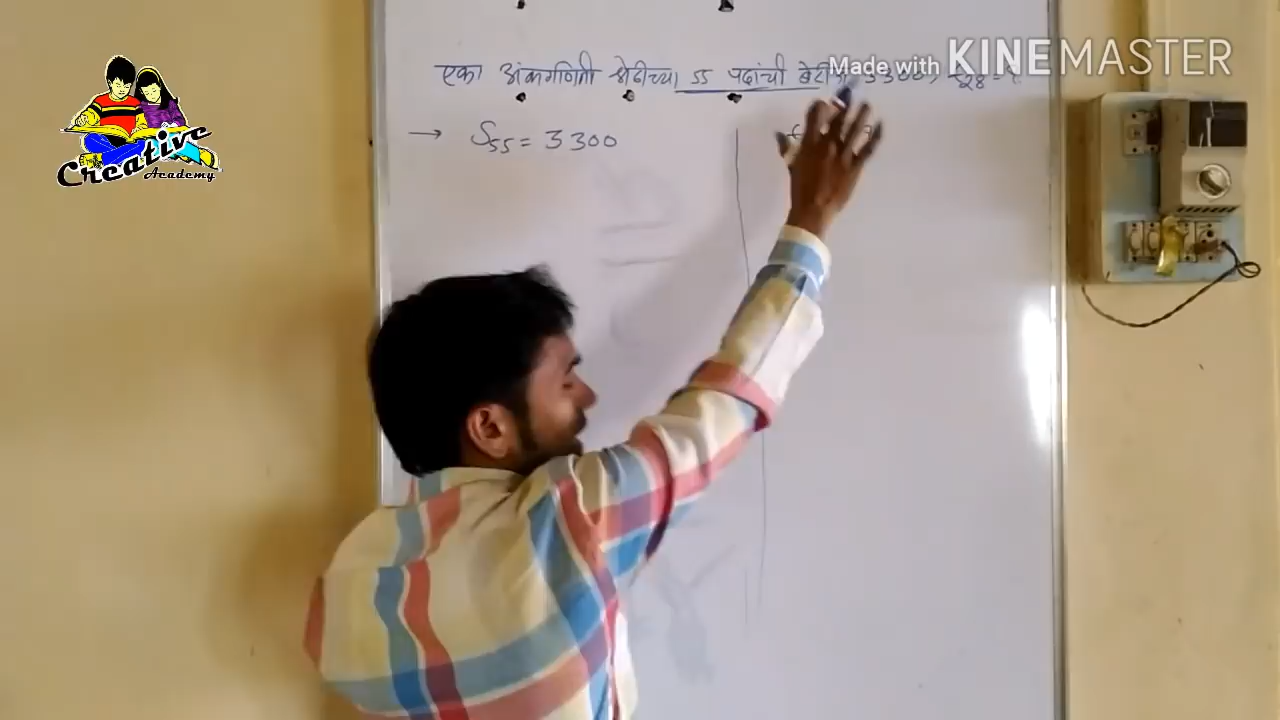 Made with KINEMASTER
एका अंकगणिती श्रेढीच्या 55 पदांची बेरीज 3300,
→ S55 = 3300
Creative
Academy